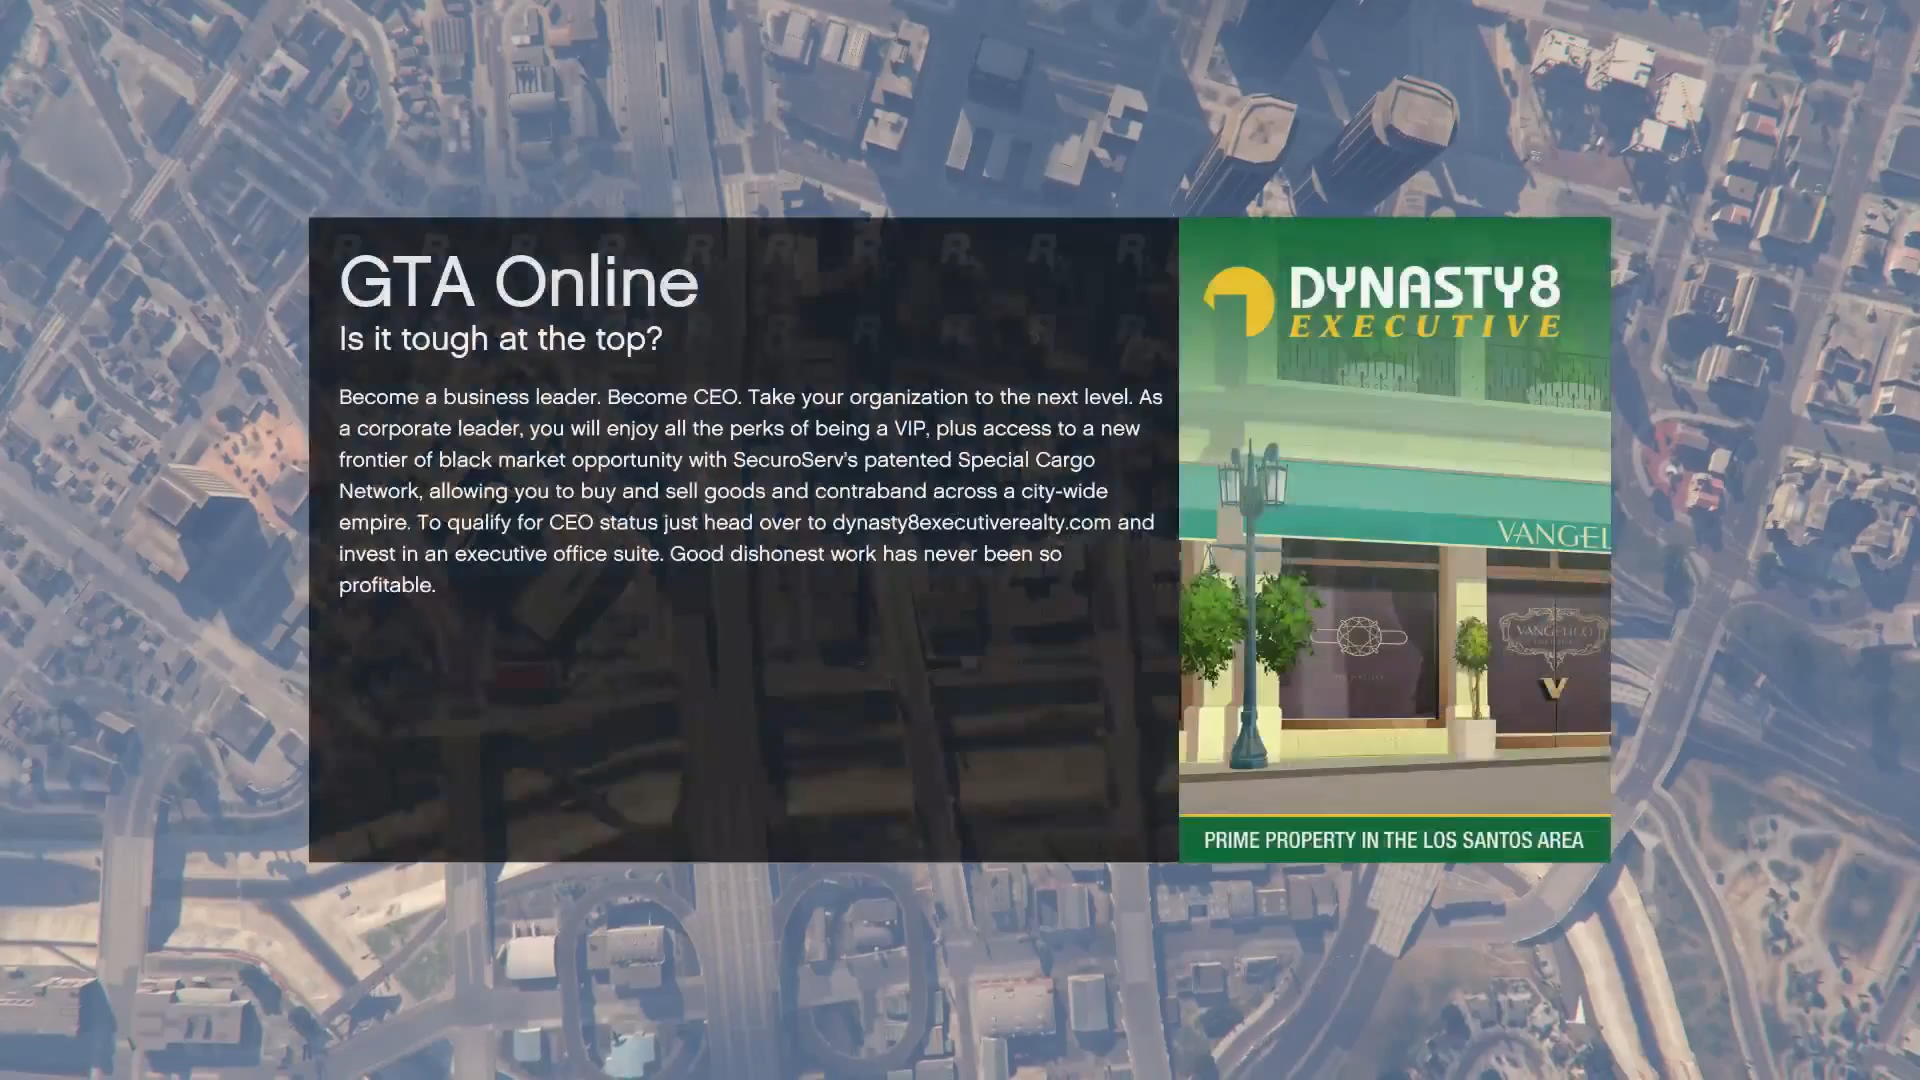 GTA Online
Is it tough at the top?
Become a business leader. Become CEO. Take your organization to the next level. As
a corporate leader, you will enjoy all the perks of being a VIP, plus access to a new
frontier of black market opportunity with SecuroServ's patented Special Cargo
Network, allowing you to buy and sell goods and contraband across a city-wide
empire. To qualify for CEO status just head over to dynasty8executiverealty.com and
invest in an executive office suite. Good dishonest work has never been so
profitable.
DYNASTY 8
EXECUTIVE
VANGEL
VANGELICO
V
PRIME PROPERTY IN THE LOS SANTOS AREA